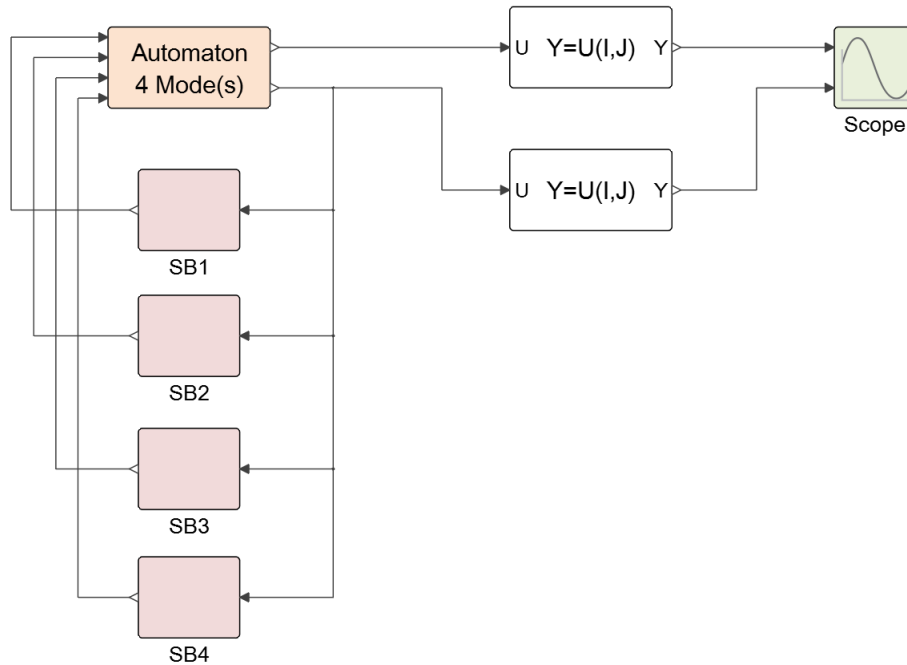 Automaton
4 Mode(s)
U Y=U(I,J) Y
Scope
U Y=U(I,J) Y
SB1
SB2
SB3
SB4